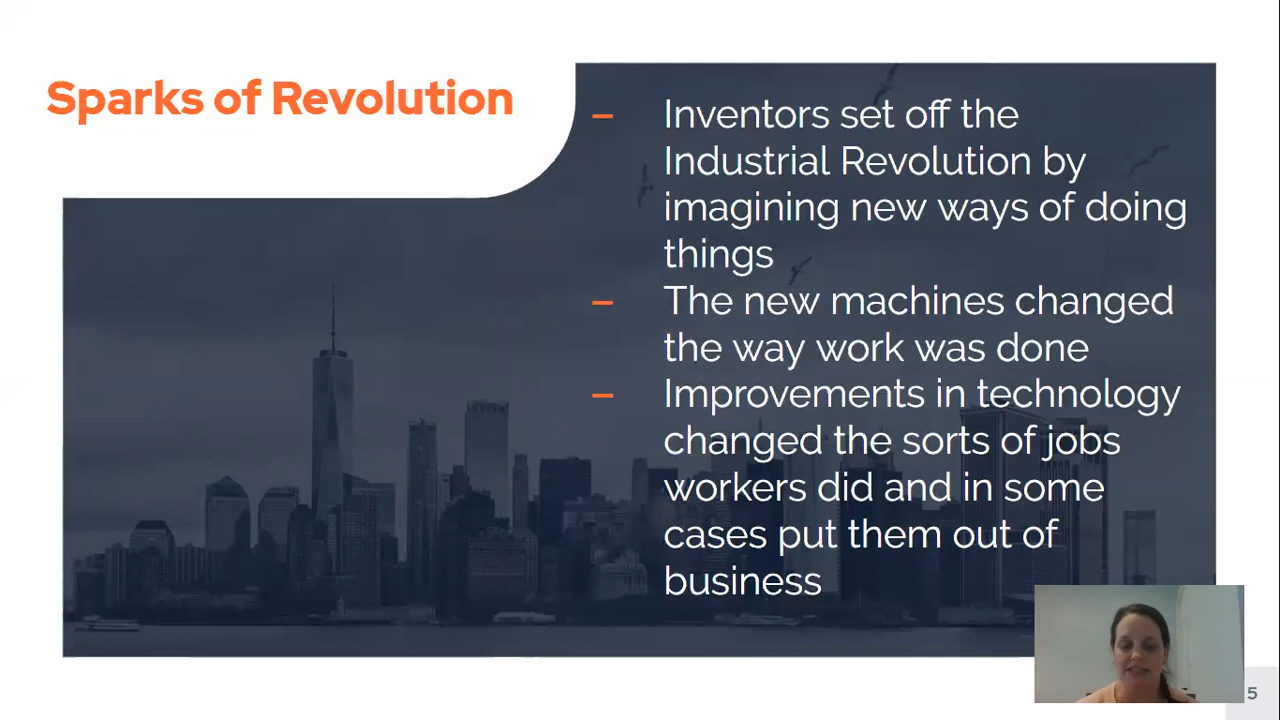 Sparks of Revolution
– Inventors set off the
Industrial Revolution by
imagining new ways of doing
things
– The new machines changed
the way work was done
– Improvements in technology
changed the sorts of jobs
workers did and in some
cases put them out of
business
5